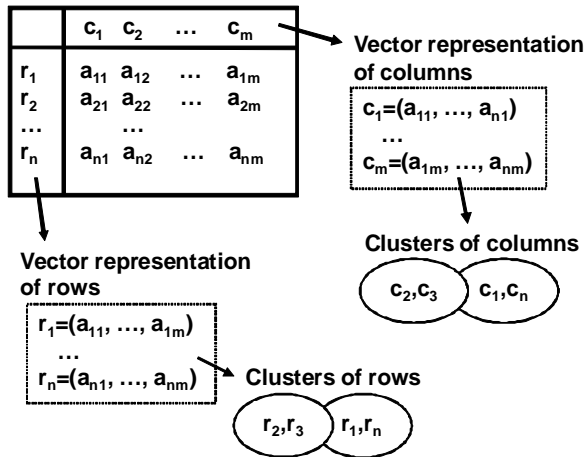 c₁ c₂ ... cₘ
r₁ a₁₁ a₁₂ ... a₁ₘ
r₂ a₂₁ a₂₂ ... a₂ₘ
... ...
rₙ aₙ₁ aₙ₂ ... aₙₘ
Vector representation
of columns
c₁=(a₁₁, ..., aₙ₁)
...
cₘ=(a₁ₘ, ..., aₙₘ)
Clusters of columns
c₂,c₃ c₁,cₙ
Vector representation
of rows
r₁=(a₁₁, ..., a₁ₘ)
...
rₙ=(aₙ₁, ..., aₙₘ)
Clusters of rows
r₂,r₃ r₁,rₙ